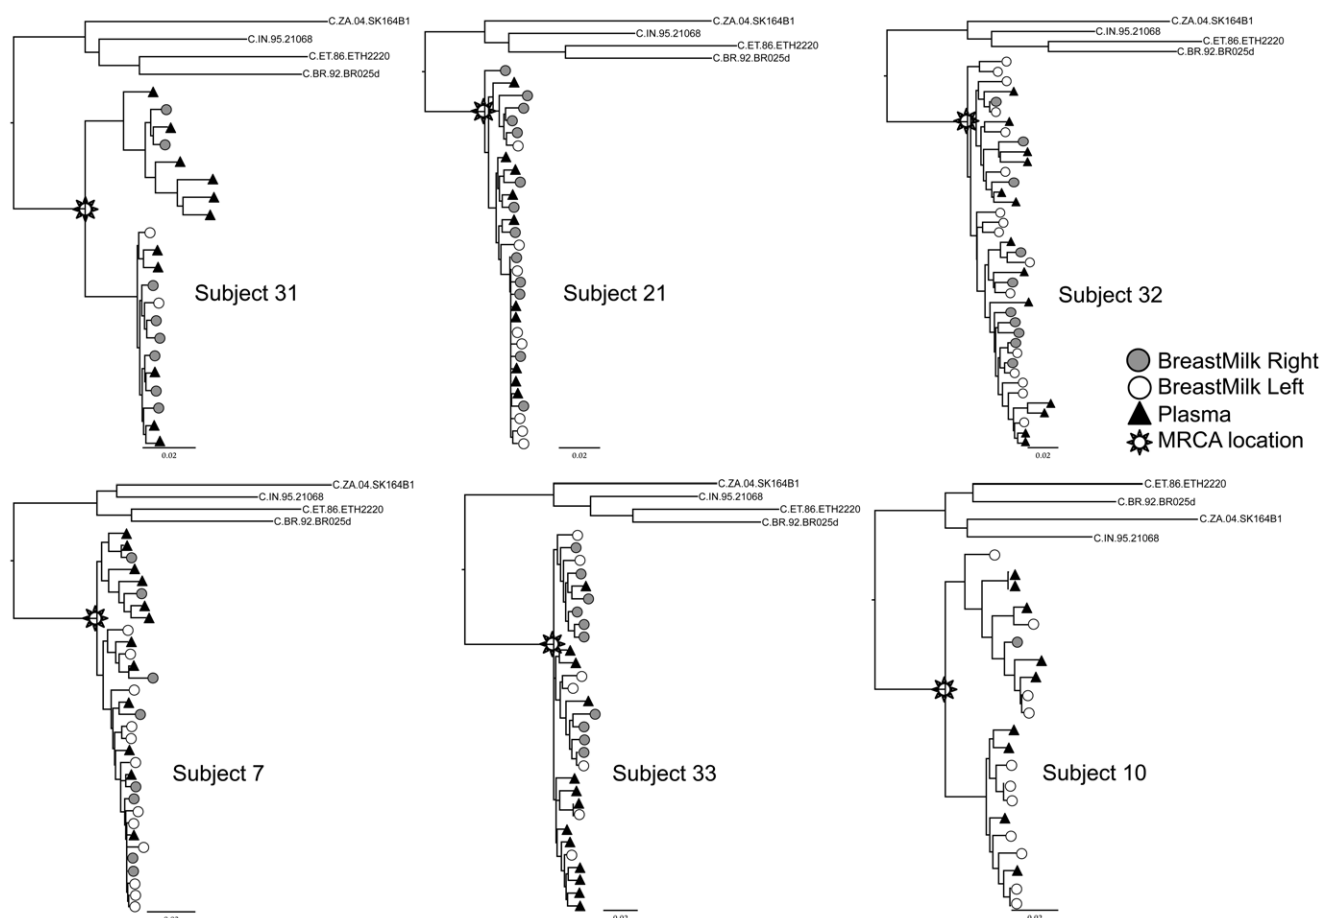 C.ZA.04.SK164B1
C.IN.95.21068
C.ET.86.ETH2220
C.BR.92.BR025d
Subject 31
0.02
C.ZA.04.SK164B1
C.IN.95.21068
C.ET.86.ETH2220
C.BR.92.BR025d
Subject 21
0.02
C.ZA.04.SK164B1
C.IN.95.21068
C.ET.86.ETH2220
C.BR.92.BR025d
Subject 32
0.02
BreastMilk Right
BreastMilk Left
Plasma
MRCA location
C.ZA.04.SK164B1
C.IN.95.21068
C.ET.86.ETH2220
C.BR.92.BR025d
Subject 7
C.ZA.04.SK164B1
C.IN.95.21068
C.ET.86.ETH2220
C.BR.92.BR025d
Subject 33
C.ET.86.ETH2220
C.BR.92.BR025d
C.ZA.04.SK164B1
C.IN.95.21068
Subject 10